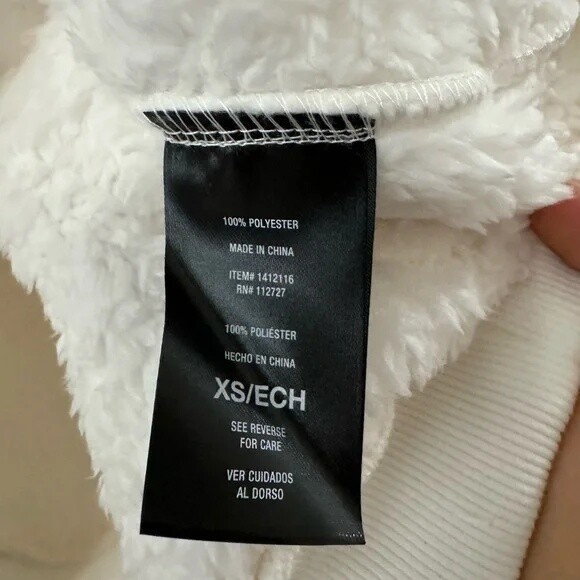 100% POLYESTER
MADE IN CHINA
ITEM# 1412116
RN# 112727
100% POLIÉSTER
HECHO EN CHINA
XS/ECH
SEE REVERSE
FOR CARE
VER CUIDADOS
AL DORSO